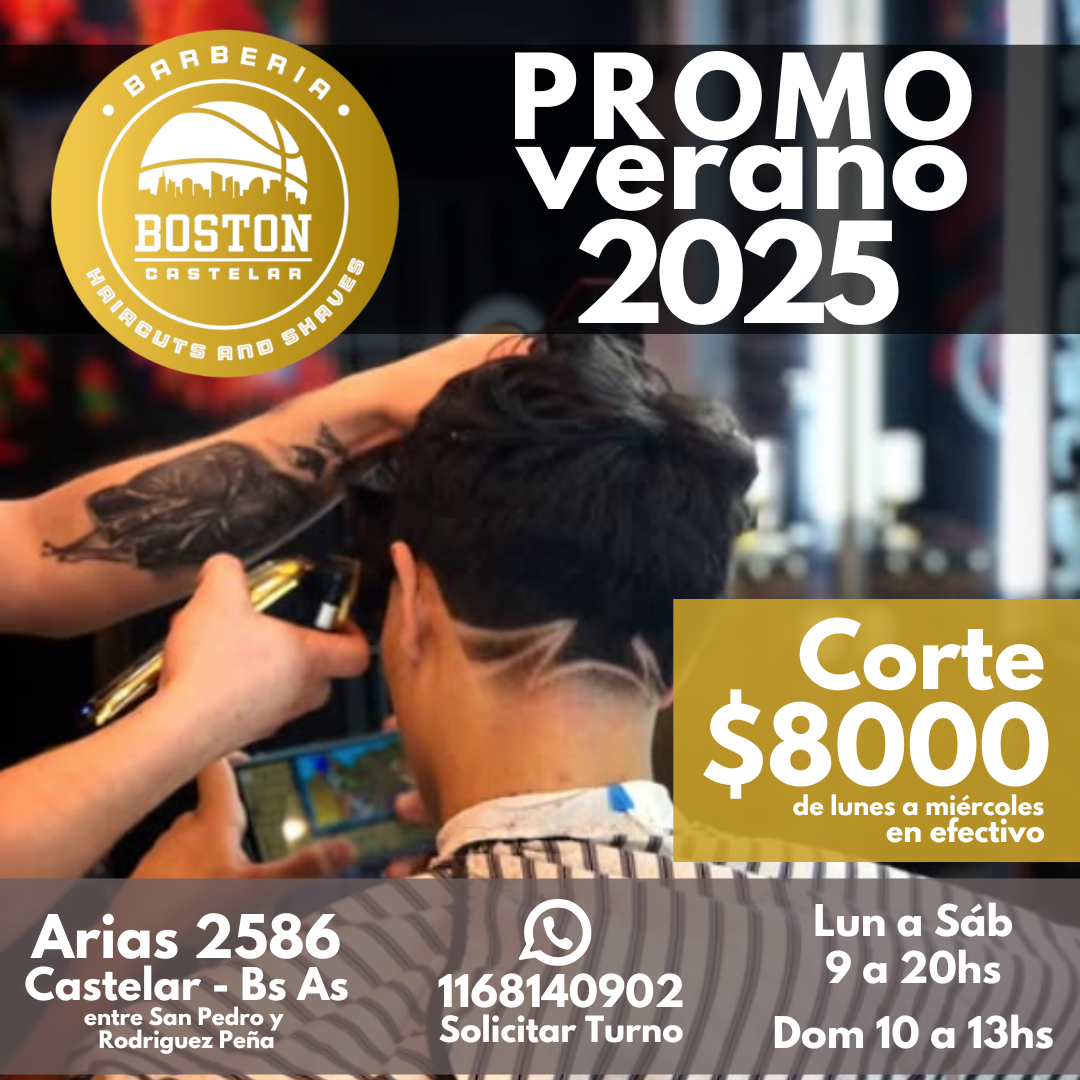 BARBERIA
BOSTON
CASTELAR
HAIRCUTS AND SHAVES
PROMO
verano
2025
Corte
$8000
de lunes a miércoles
en efectivo
Arias 2586
Castelar - Bs As
entre San Pedro y
Rodriguez Peña
1168140902
Solicitar Turno
Lun a Sáb
9 a 20hs
Dom 10 a 13hs